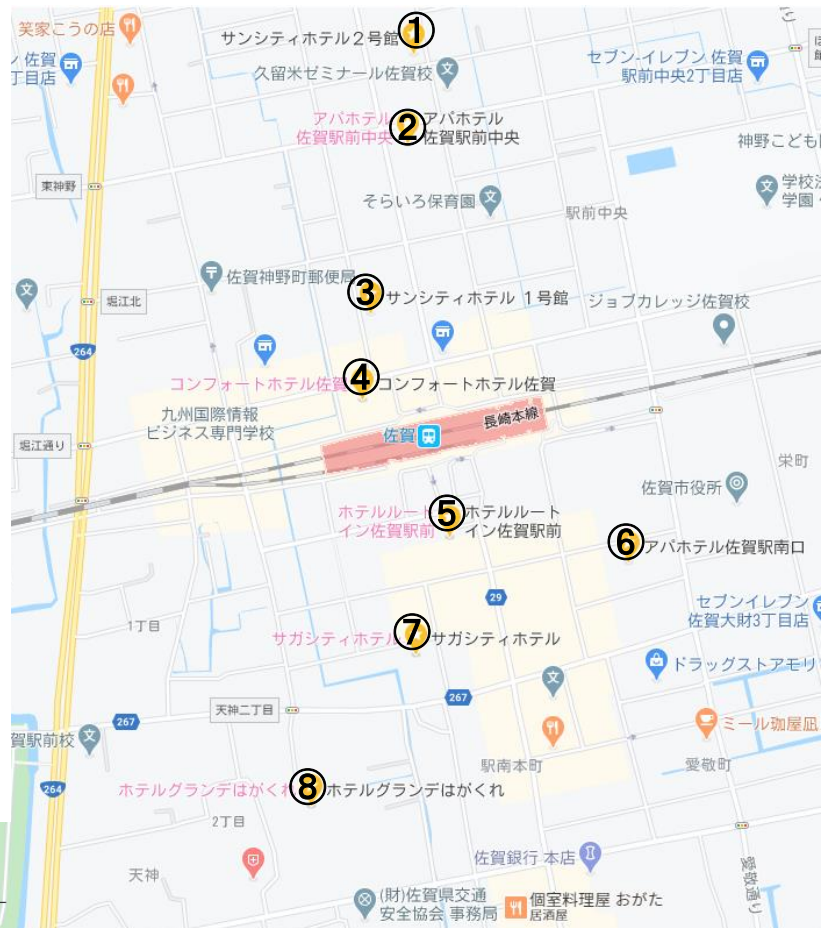 ①
笑家こうの店
サンシティホテル２号館
佐賀
丁目店
久留米ゼミナール佐賀校
セブン-イレブン 佐賀
駅前中央2丁目店
②
アパホテル
佐賀駅前中央
アパホテル
佐賀駅前中央
神野こども
東神野
そらいろ保育園
学校法
学園
駅前中央
佐賀神野町郵便局
③
サンシティホテル １号館
ジョブカレッジ佐賀校
堀江北
264
④
コンフォートホテル佐賀
コンフォートホテル佐賀
九州国際情報
ビジネス専門学校
長崎本線
佐賀
堀江通り
栄町
佐賀市役所
⑤
ホテルルート
イン佐賀駅前
ホテルルート
イン佐賀駅前
⑥
アパホテル佐賀駅南口
29
セブンイレブン
佐賀大財3丁目店
1丁目
⑦
サガシティホテル
サガシティホテル
ドラッグストアモリ
267
天神二丁目
267
賀駅前校
ミール珈屋凪
駅南本町
愛敬町
264
⑧
ホテルグランデはがくれ
ホテルグランデはがくれ
2丁目
佐賀銀行 本店
天神
愛敬通り
(財)佐賀県交通
安全協会 事務局
個室料理屋 おがた
居酒屋